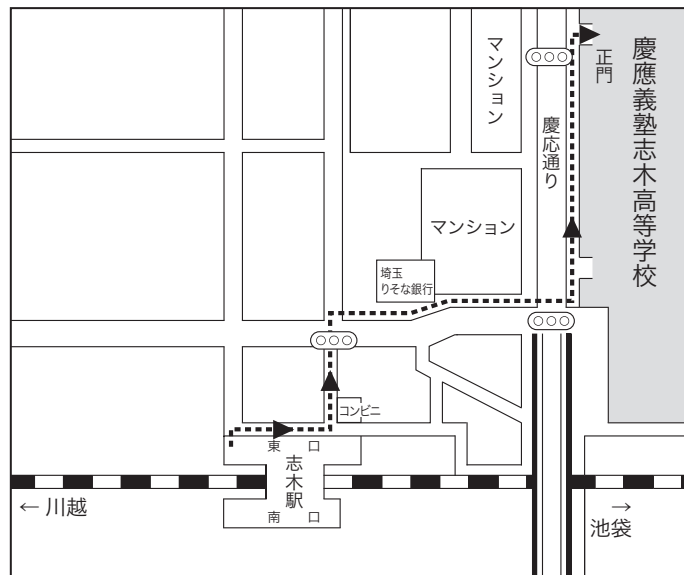 慶應義塾志木高等学校
正門
マンション
慶応通り
マンション
埼玉
りそな銀行
コンビニ
東　口
志木駅
南　口
← 川越
→
池袋